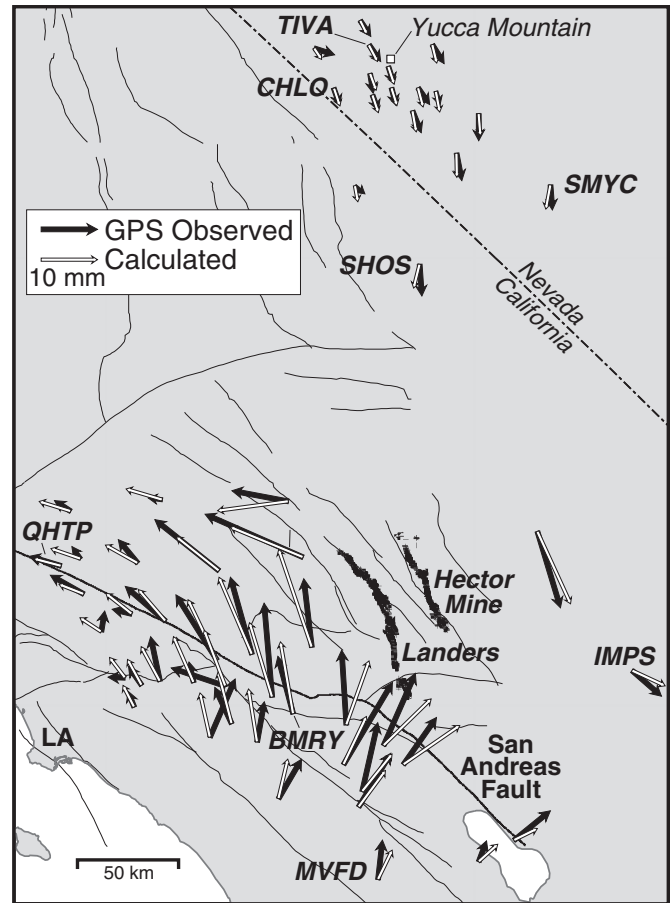 TIVA
Yucca Mountain
CHLO
SMYC
GPS Observed
Calculated
10 mm
SHOS
Nevada
California
QHTP
Hector
Mine
Landers
IMPS
BMRY
LA
San
Andreas
Fault
50 km
MVFD